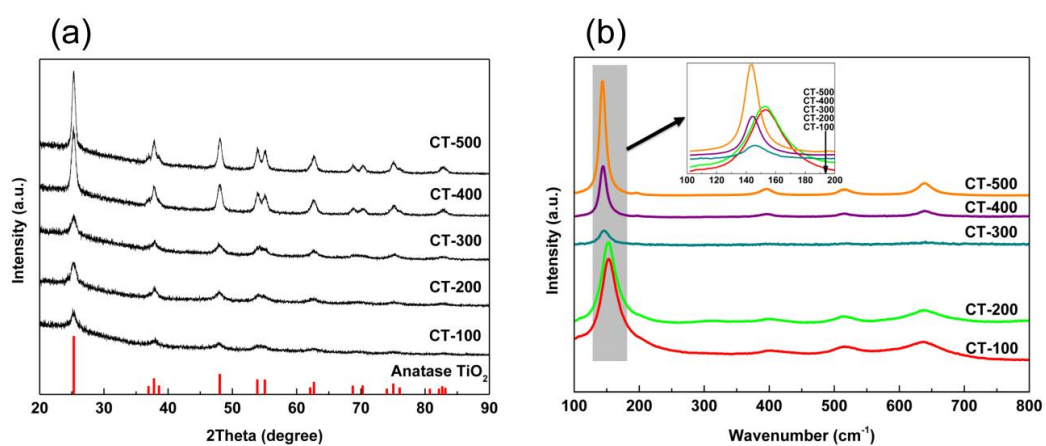 (a)
Intensity (a.u.)
CT-500
CT-400
CT-300
CT-200
CT-100
Anatase TiO₂
20 30 40 50 60 70 80 90
2Theta (degree)
(b)
Intensity (a.u.)
CT-500
CT-400
CT-300
CT-200
CT-100
100 120 140 160 180 200
CT-500
CT-400
CT-300
CT-200
CT-100
100 200 300 400 500 600 700 800
Wavenumber (cm⁻¹)